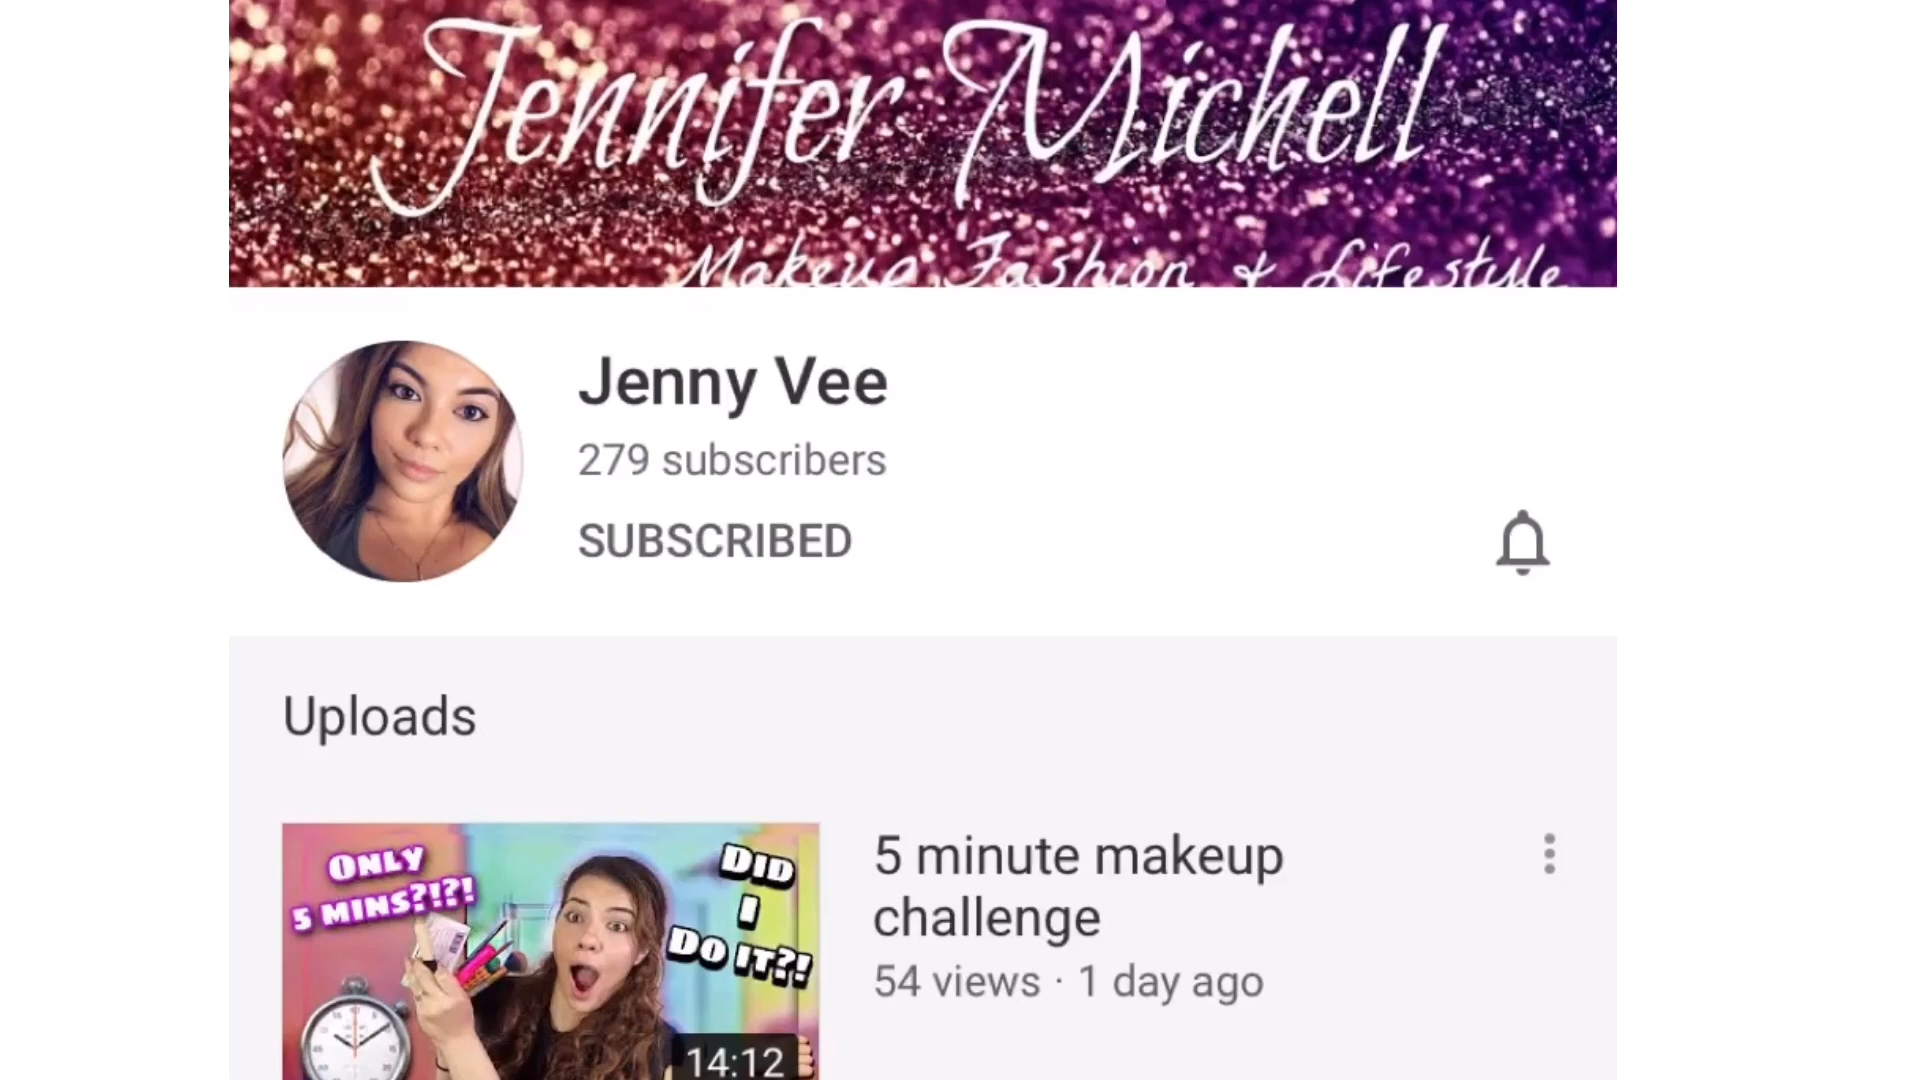 Jennifer Michell
Makeup, Fashion & Lifestyle
Jenny Vee
279 subscribers
SUBSCRIBED
Uploads
ONLY
5 MINS?!?!
DID
I
DO IT?!
14:12
5 minute makeup
challenge
54 views · 1 day ago